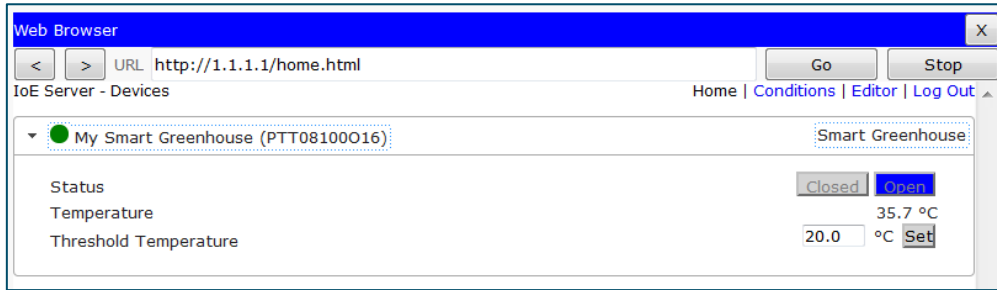 Web Browser X
< > URL http://1.1.1.1/home.html Go Stop
IoE Server - Devices Home | Conditions | Editor | Log Out
My Smart Greenhouse (PTT08100O16) Smart Greenhouse
Status Closed Open
Temperature 35.7 °C
Threshold Temperature 20.0 °C Set